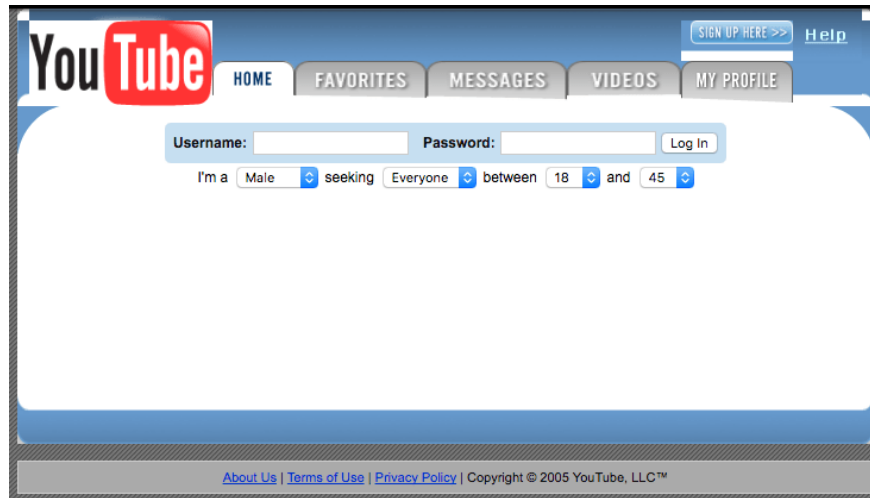 SIGN UP HERE >> Help
YouTube
HOME FAVORITES MESSAGES VIDEOS MY PROFILE
Username: Password: Log In
I'm a Male seeking Everyone between 18 and 45
About Us | Terms of Use | Privacy Policy | Copyright © 2005 YouTube, LLC™